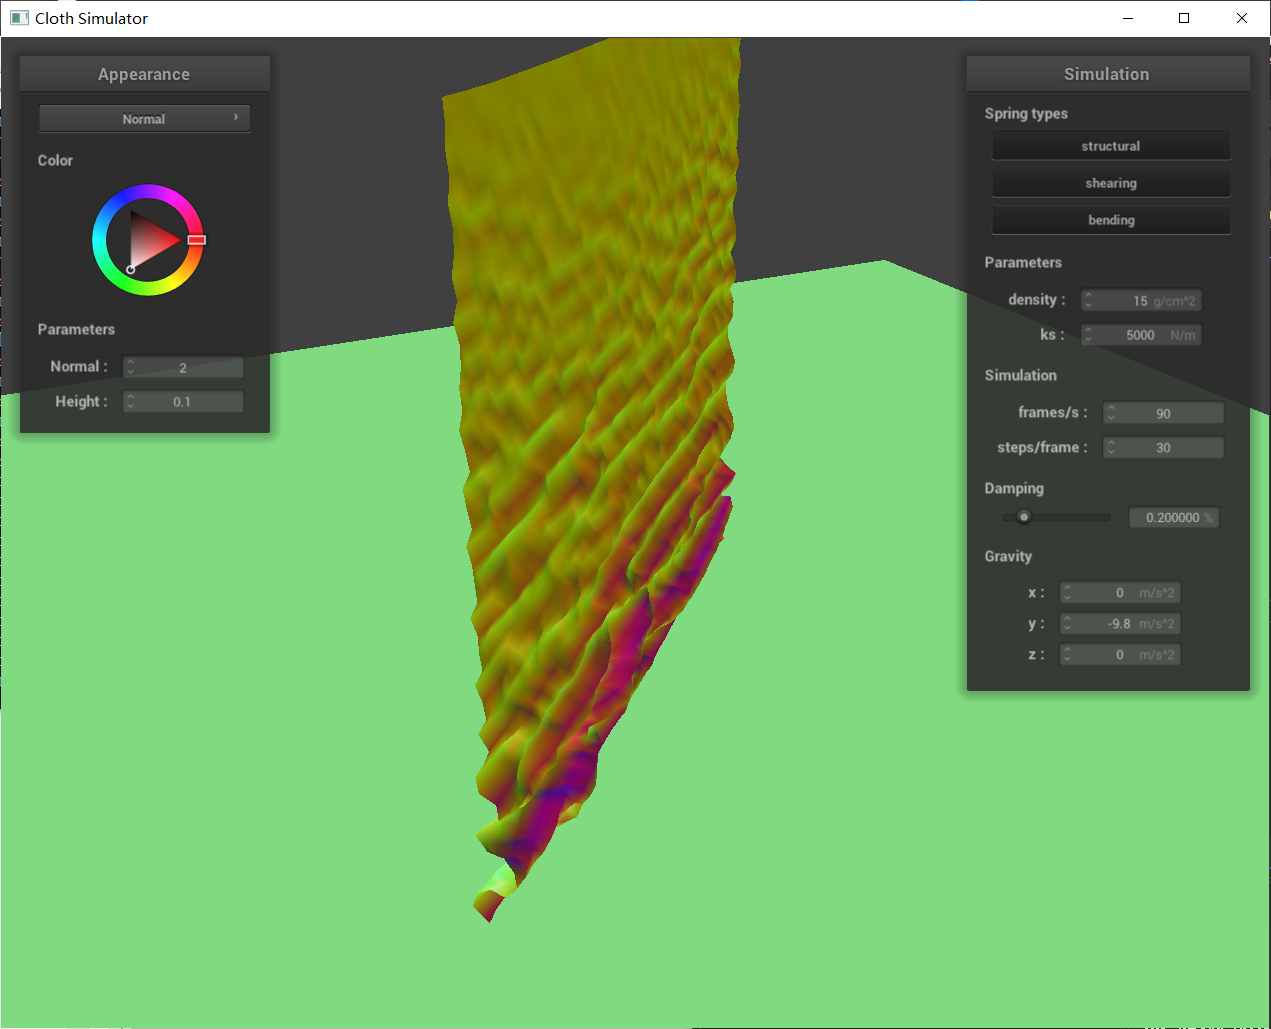 Cloth Simulator
Appearance
Normal
Color
Parameters
Normal : 2
Height : 0.1
Simulation
Spring types
structural
shearing
bending
Parameters
density : 15 g/cm^2
ks : 5000 N/m
Simulation
frames/s : 90
steps/frame : 30
Damping
0.200000 %
Gravity
x : 0 m/s^2
y : -9.8 m/s^2
z : 0 m/s^2